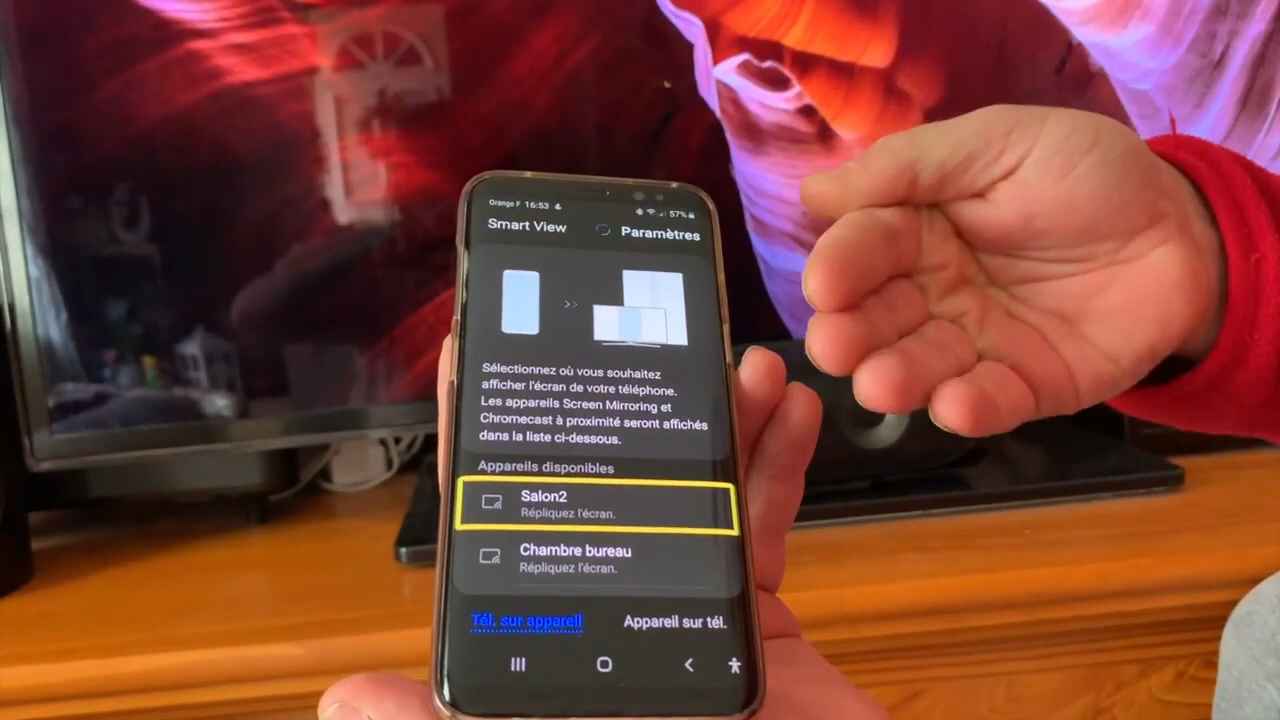 Orange F 16:53 57%
Smart View Paramètres
Sélectionnez où vous souhaitez
afficher l'écran de votre téléphone.
Les appareils Screen Mirroring et
Chromecast à proximité seront affichés
dans la liste ci-dessous.
Appareils disponibles
Salon2
Répliquez l'écran.
Chambre bureau
Répliquez l'écran.
Tél. sur appareil Appareil sur tél.